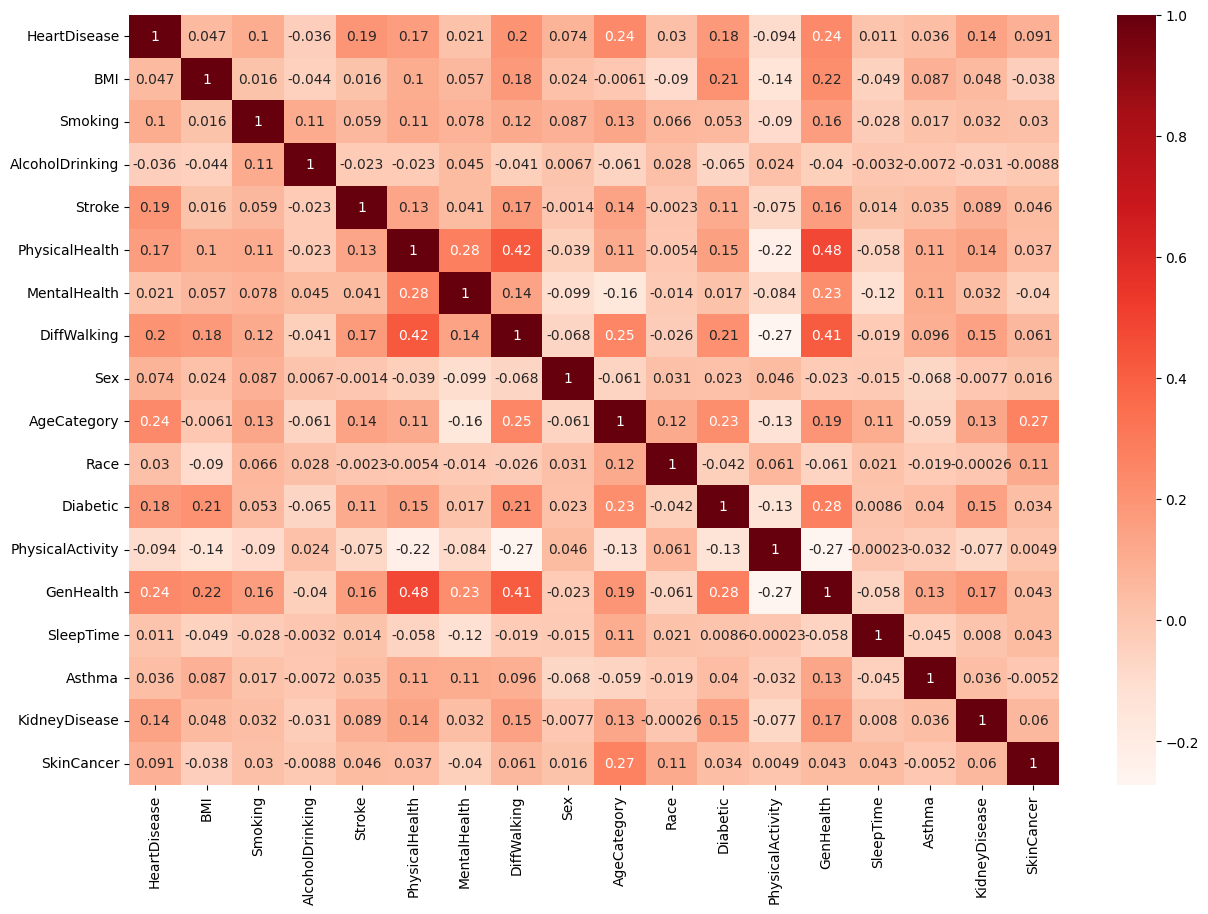 HeartDisease 1 0.047 0.1 -0.036 0.19 0.17 0.021 0.2 0.074 0.24 0.03 0.18 -0.094 0.24 0.011 0.036 0.14 0.091
BMI 0.047 1 0.016 -0.044 0.016 0.1 0.057 0.18 0.024 -0.0061 -0.09 0.21 -0.14 0.22 -0.049 0.087 0.048 -0.038
Smoking 0.1 0.016 1 0.11 0.059 0.11 0.078 0.12 0.087 0.13 0.066 0.053 -0.09 0.16 -0.028 0.017 0.032 0.03
AlcoholDrinking -0.036 -0.044 0.11 1 -0.023 -0.023 0.045 -0.041 0.0067 -0.061 0.028 -0.065 0.024 -0.04 -0.0032 -0.0072 -0.031 -0.0088
Stroke 0.19 0.016 0.059 -0.023 1 0.13 0.041 0.17 -0.0014 0.14 -0.0023 0.11 -0.075 0.16 0.014 0.035 0.089 0.046
PhysicalHealth 0.17 0.1 0.11 -0.023 0.13 1 0.28 0.42 -0.039 0.11 -0.0054 0.15 -0.22 0.48 -0.058 0.11 0.14 0.037
MentalHealth 0.021 0.057 0.078 0.045 0.041 0.28 1 0.14 -0.099 -0.16 -0.014 0.017 -0.084 0.23 -0.12 0.11 0.032 -0.04
DiffWalking 0.2 0.18 0.12 -0.041 0.17 0.42 0.14 1 -0.068 0.25 -0.026 0.21 -0.27 0.41 -0.019 0.096 0.15 0.061
Sex 0.074 0.024 0.087 0.0067 -0.0014 -0.039 -0.099 -0.068 1 -0.061 0.031 0.023 0.046 -0.023 -0.015 -0.068 -0.0077 0.016
AgeCategory 0.24 -0.0061 0.13 -0.061 0.14 0.11 -0.16 0.25 -0.061 1 0.12 0.23 -0.13 0.19 0.11 -0.059 0.13 0.27
Race 0.03 -0.09 0.066 0.028 -0.0023 -0.0054 -0.014 -0.026 0.031 0.12 1 -0.042 0.061 -0.061 0.021 -0.019 -0.00026 0.11
Diabetic 0.18 0.21 0.053 -0.065 0.11 0.15 0.017 0.21 0.023 0.23 -0.042 1 -0.13 0.28 0.0086 0.04 0.15 0.034
PhysicalActivity -0.094 -0.14 -0.09 0.024 -0.075 -0.22 -0.084 -0.27 0.046 -0.13 0.061 -0.13 1 -0.27 -0.00023 -0.032 -0.077 0.0049
GenHealth 0.24 0.22 0.16 -0.04 0.16 0.48 0.23 0.41 -0.023 0.19 -0.061 0.28 -0.27 1 -0.058 0.13 0.17 0.043
SleepTime 0.011 -0.049 -0.028 -0.0032 0.014 -0.058 -0.12 -0.019 -0.015 0.11 0.021 0.0086 -0.00023 -0.058 1 -0.045 0.008 0.043
Asthma 0.036 0.087 0.017 -0.0072 0.035 0.11 0.11 0.096 -0.068 -0.059 -0.019 0.04 -0.032 0.13 -0.045 1 0.036 -0.0052
KidneyDisease 0.14 0.048 0.032 -0.031 0.089 0.14 0.032 0.15 -0.0077 0.13 -0.00026 0.15 -0.077 0.17 0.008 0.036 1 0.06
SkinCancer 0.091 -0.038 0.03 -0.0088 0.046 0.037 -0.04 0.061 0.016 0.27 0.11 0.034 0.0049 0.043 0.043 -0.0052 0.06 1
HeartDisease BMI Smoking AlcoholDrinking Stroke PhysicalHealth MentalHealth DiffWalking Sex AgeCategory Race Diabetic PhysicalActivity GenHealth SleepTime Asthma KidneyDisease SkinCancer
1.0
0.8
0.6
0.4
0.2
0.0
−0.2